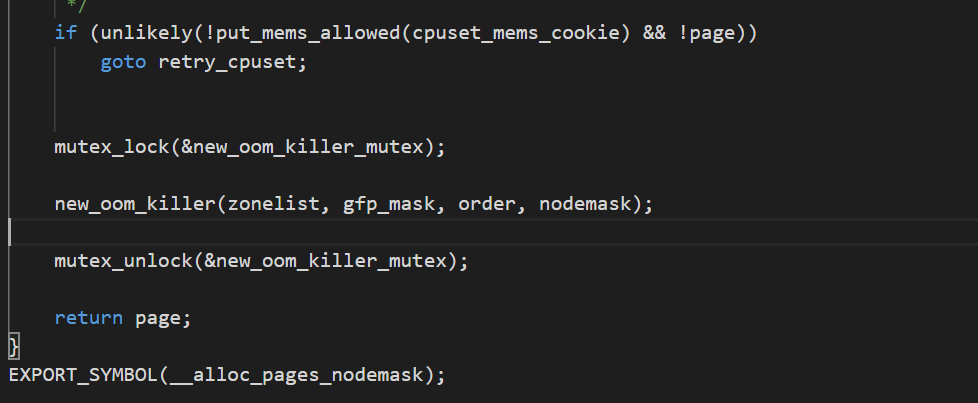 */
if (unlikely(!put_mems_allowed(cpuset_mems_cookie) && !page))
goto retry_cpuset;
mutex_lock(&new_oom_killer_mutex);
new_oom_killer(zonelist, gfp_mask, order, nodemask);
mutex_unlock(&new_oom_killer_mutex);
return page;
}
EXPORT_SYMBOL(__alloc_pages_nodemask);